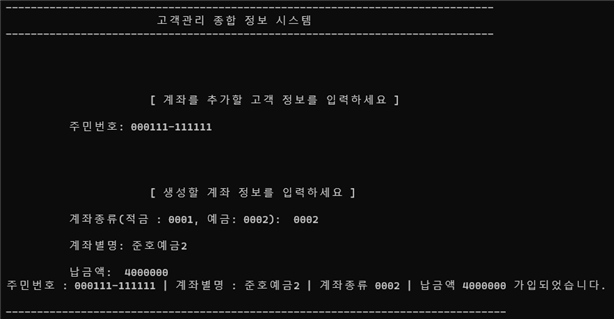 고객관리 종합 정보 시스템
[ 계좌를 추가할 고객 정보를 입력하세요 ]
주민번호: 000111-111111
[ 생성할 계좌 정보를 입력하세요 ]
계좌종류(적금 : 0001, 예금: 0002):  0002
계좌별명: 준호예금2
납금액:  4000000
주민번호 : 000111-111111 | 계좌별명 : 준호예금2 | 계좌종류 0002 | 납금액 4000000 가입되었습니다.